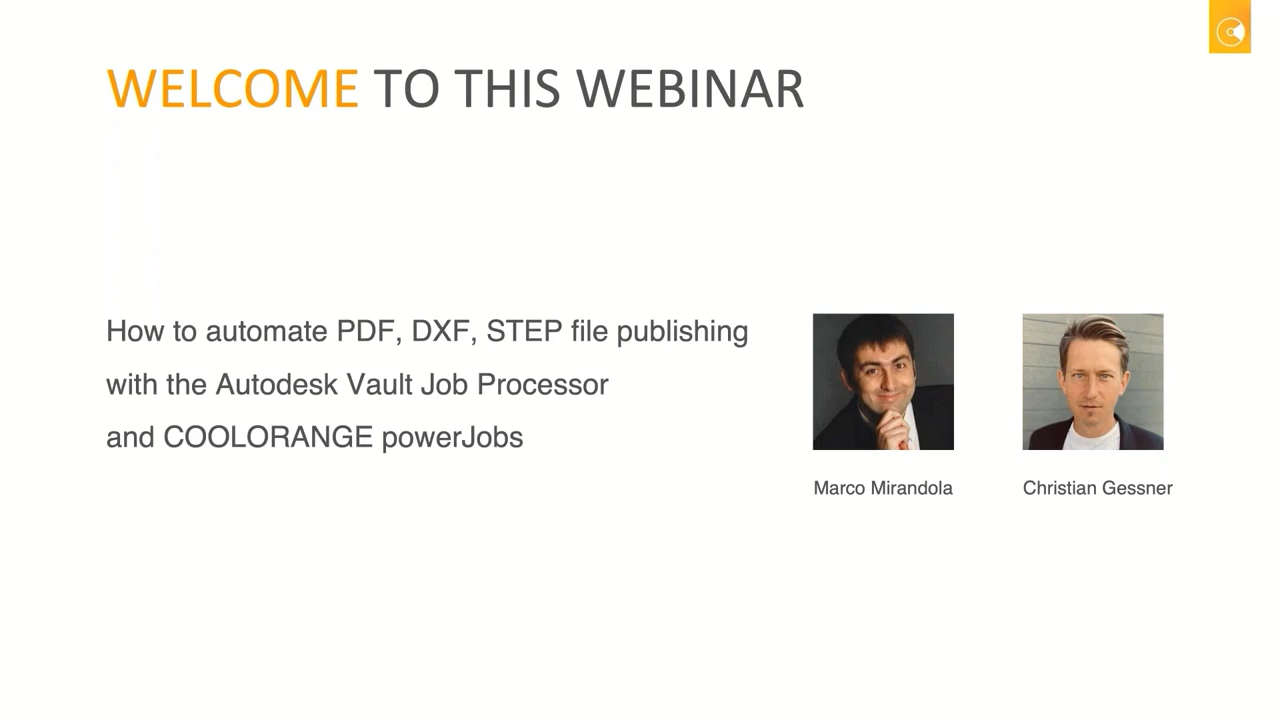 WELCOME TO THIS WEBINAR
How to automate PDF, DXF, STEP file publishing
with the Autodesk Vault Job Processor
and COOLORANGE powerJobs
Marco Mirandola
Christian Gessner